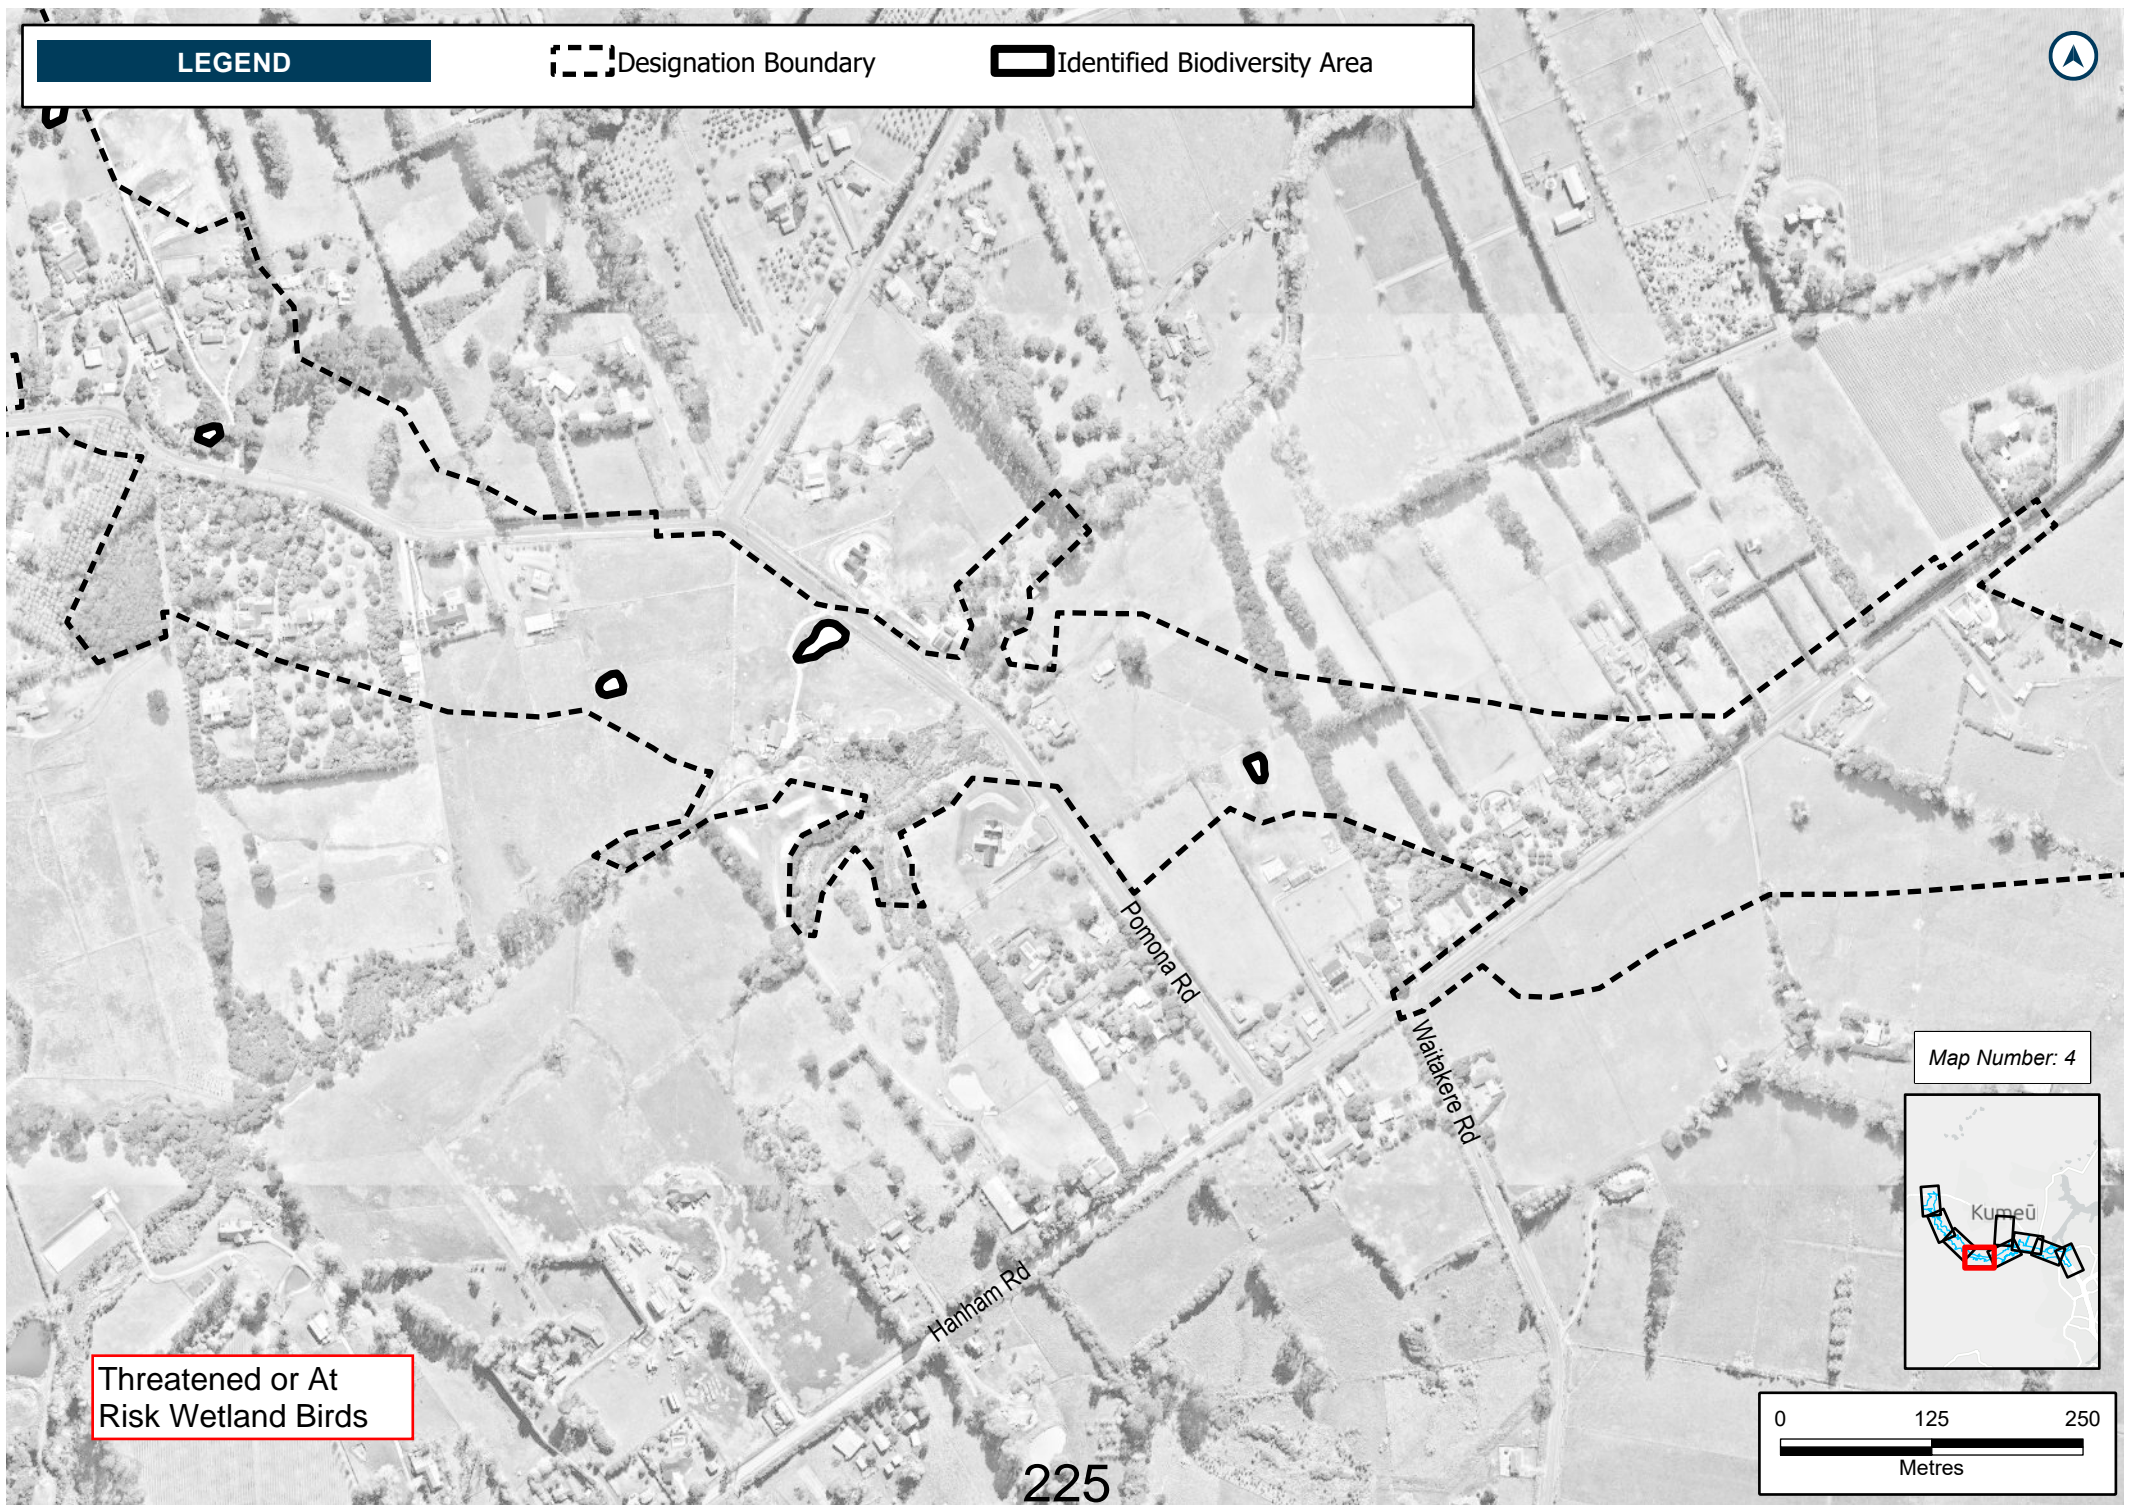 LEGEND
Designation Boundary
Identified Biodiversity Area
Pomona Rd
Waitakere Rd
Hanham Rd
Map Number: 4
Kumeū
Threatened or At
Risk Wetland Birds
0 125 250
Metres
225